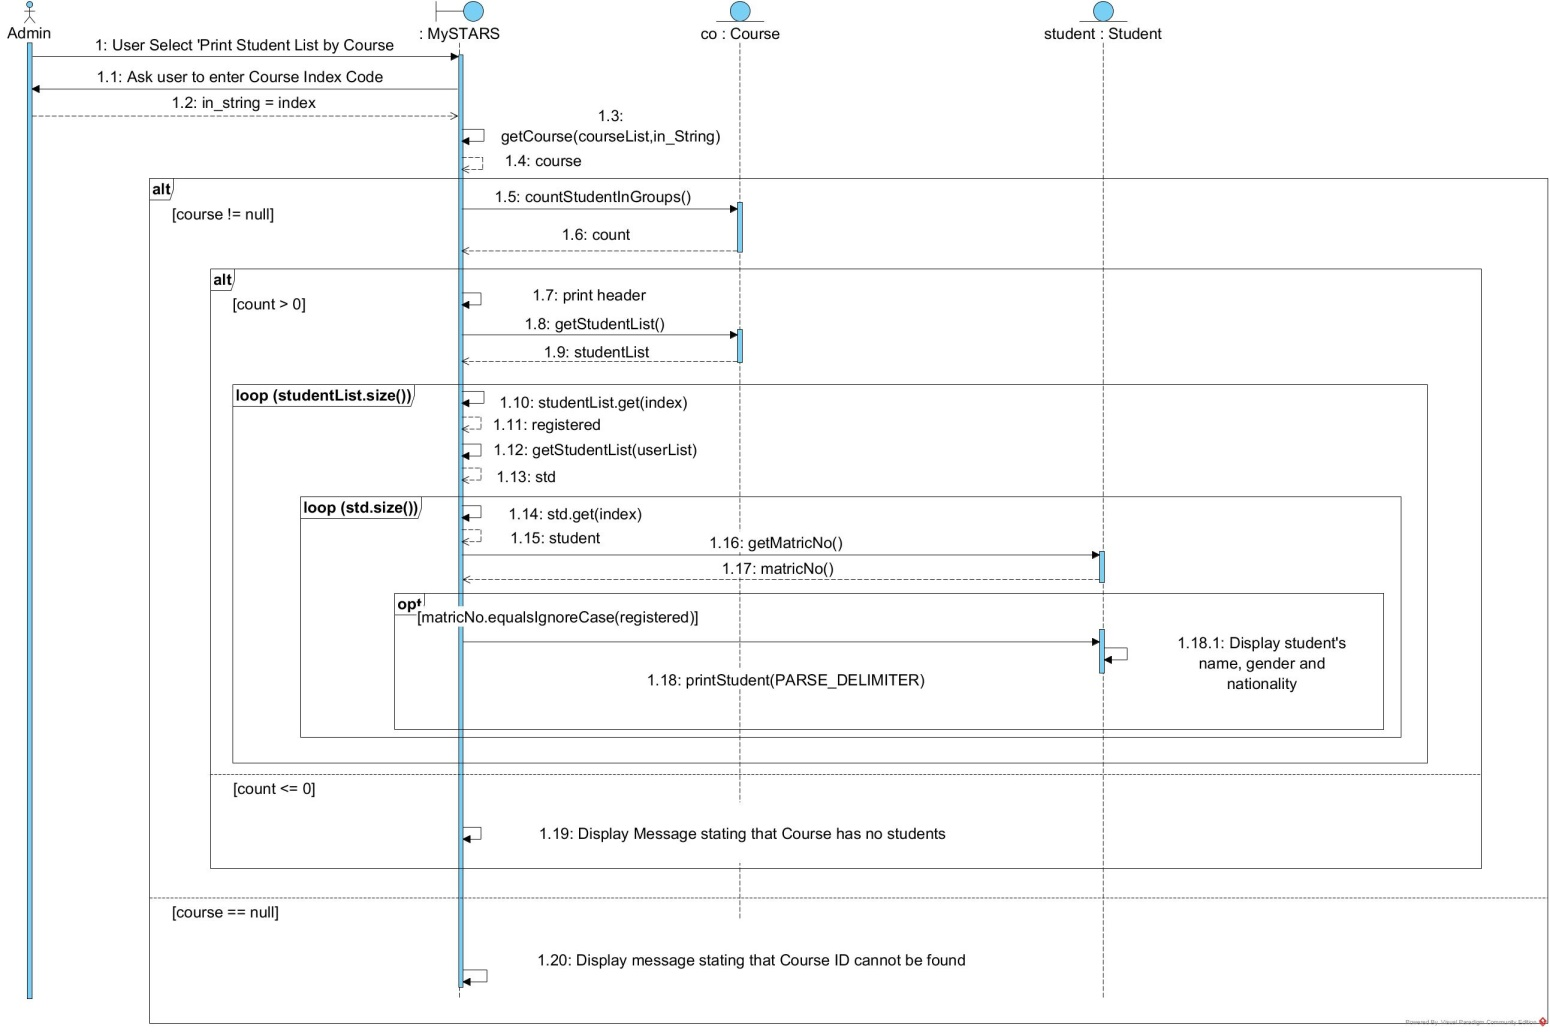 Admin
: MySTARS
co : Course
student : Student
1: User Select 'Print Student List by Course
1.1: Ask user to enter Course Index Code
1.2: in_string = index
1.3:
getCourse(courseList,in_String)
1.4: course
alt
[course != null]
1.5: countStudentInGroups()
1.6: count
alt
[count > 0]
1.7: print header
1.8: getStudentList()
1.9: studentList
loop (studentList.size())
1.10: studentList.get(index)
1.11: registered
1.12: getStudentList(userList)
1.13: std
loop (std.size())
1.14: std.get(index)
1.15: student
1.16: getMatricNo()
1.17: matricNo()
opt
[matricNo.equalsIgnoreCase(registered)]
1.18.1: Display student's
name, gender and
nationality
1.18: printStudent(PARSE_DELIMITER)
[count <= 0]
1.19: Display Message stating that Course has no students
[course == null]
1.20: Display message stating that Course ID cannot be found
Powered By Visual Paradigm Community Edition